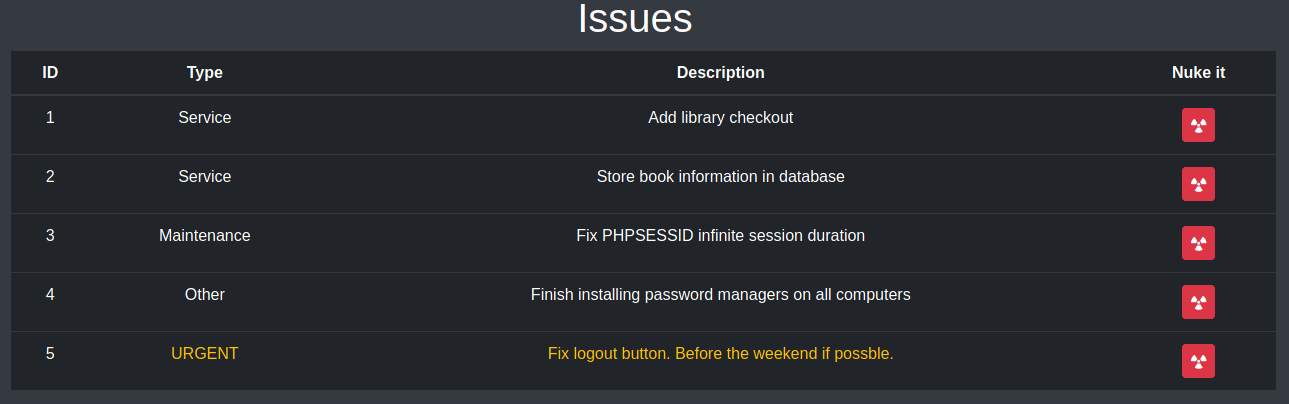 Issues
ID Type Description Nuke it
1 Service Add library checkout
2 Service Store book information in database
3 Maintenance Fix PHPSESSID infinite session duration
4 Other Finish installing password managers on all computers
5 URGENT Fix logout button. Before the weekend if possble.